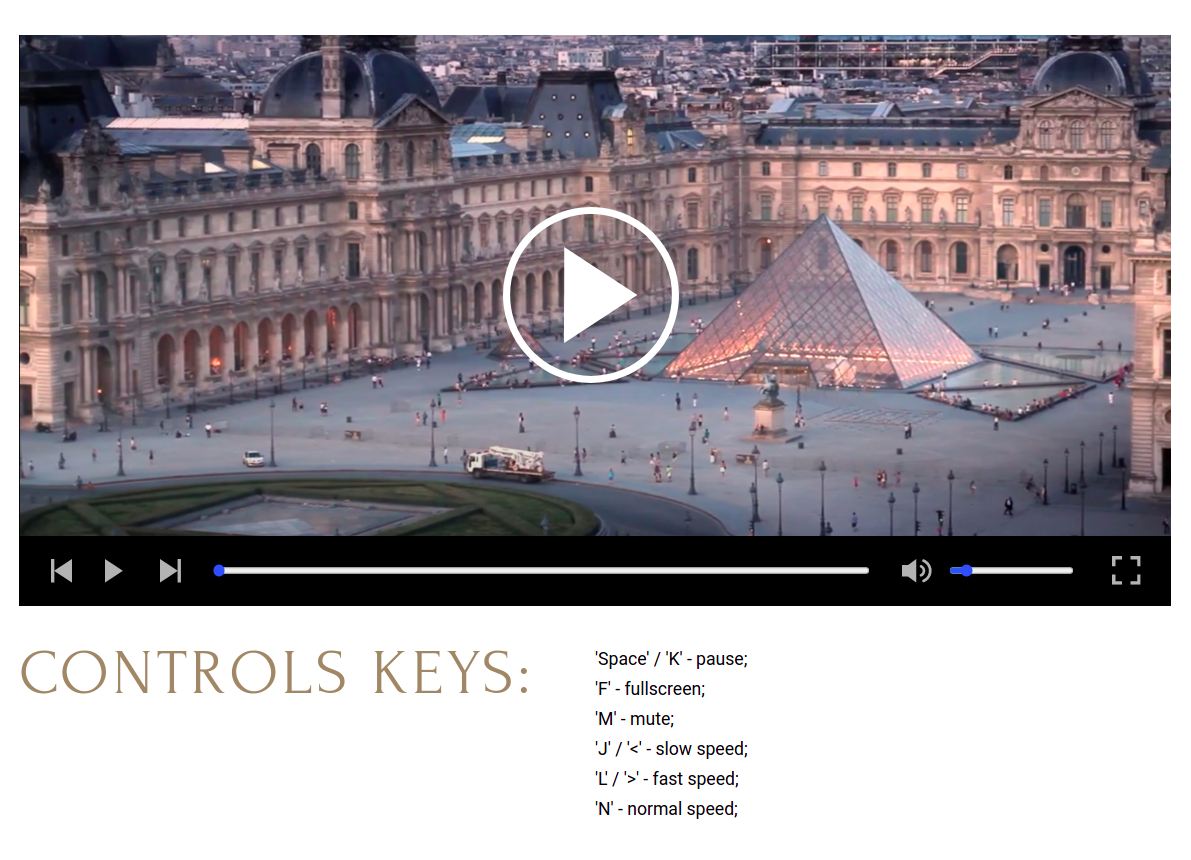 CONTROLS KEYS:
'Space' / 'K' - pause;
'F' - fullscreen;
'M' - mute;
'J' / '<' - slow speed;
'L' / '>' - fast speed;
'N' - normal speed;